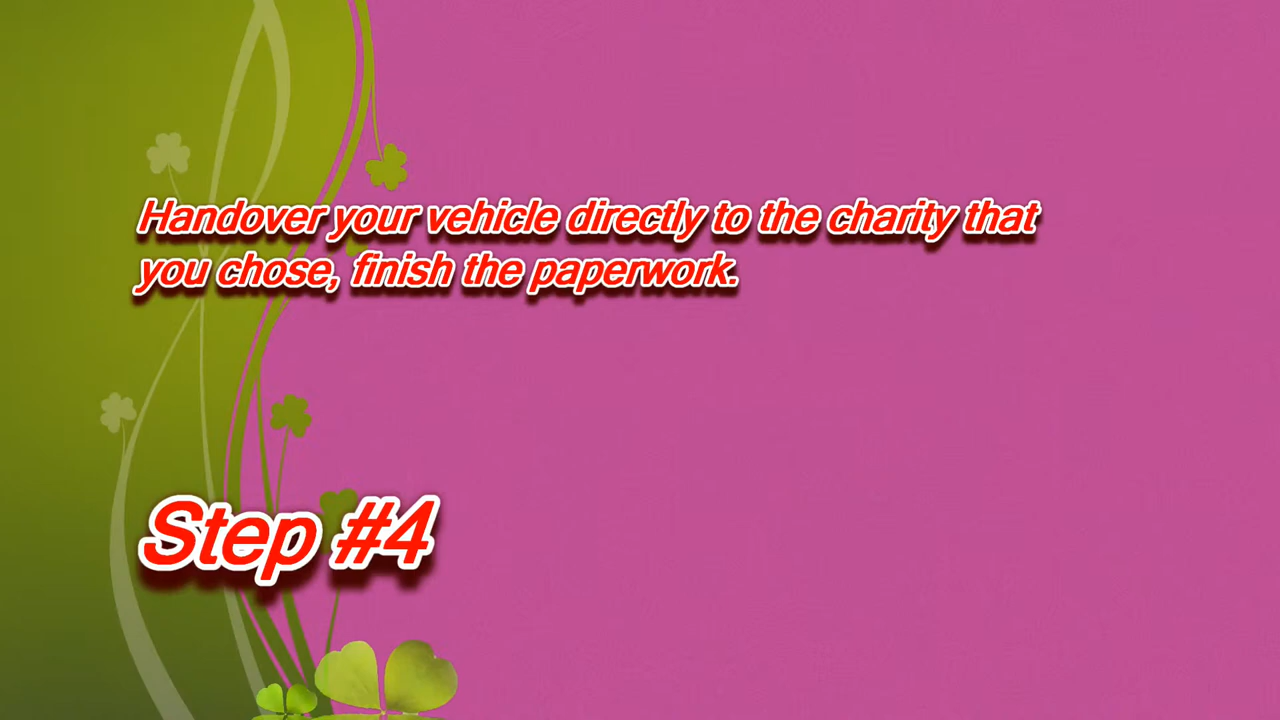 Handover your vehicle directly to the charity that
you chose, finish the paperwork.
Step #4